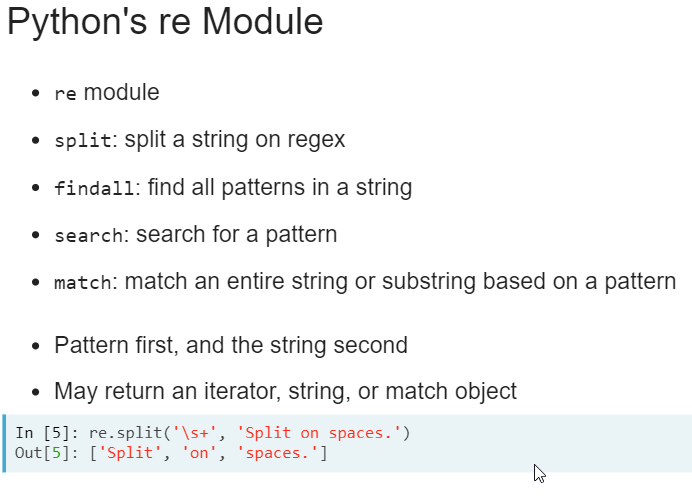 Python's re Module
• re module
• split: split a string on regex
• findall: find all patterns in a string
• search: search for a pattern
• match: match an entire string or substring based on a pattern
• Pattern first, and the string second
• May return an iterator, string, or match object
In [5]: re.split('\s+', 'Split on spaces.')
Out[5]: ['Split', 'on', 'spaces.']